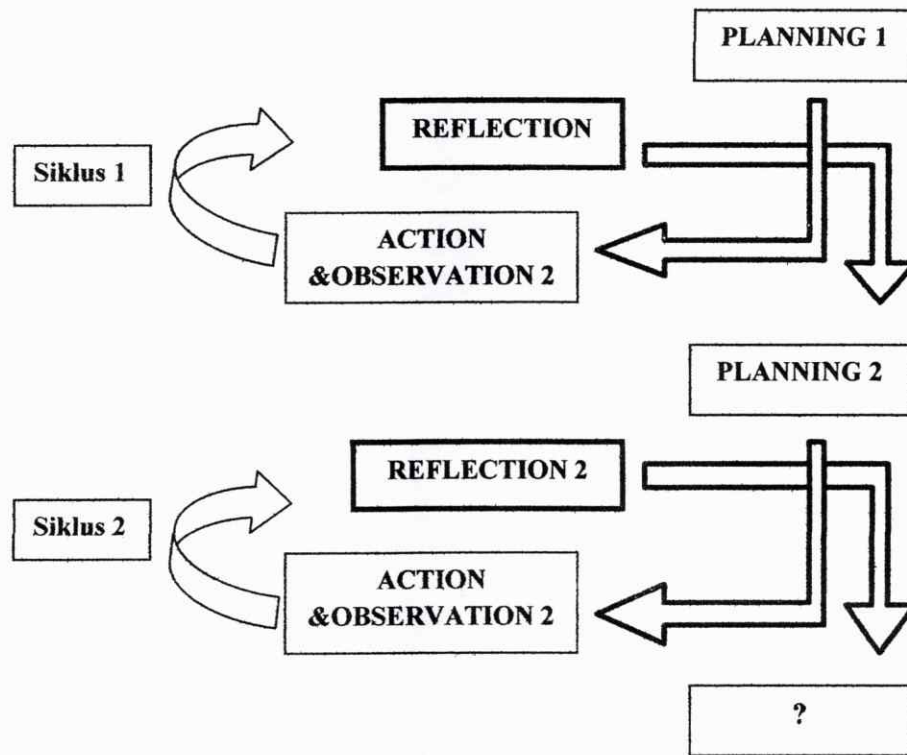 PLANNING 1
REFLECTION
Siklus 1
ACTION
&OBSERVATION 2
PLANNING 2
REFLECTION 2
Siklus 2
ACTION
&OBSERVATION 2
?